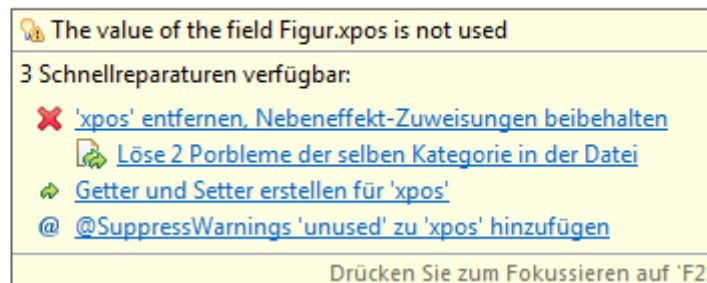 The value of the field Figur.xpos is not used
3 Schnellreparaturen verfügbar:
'xpos' entfernen, Nebeneffekt-Zuweisungen beibehalten
Löse 2 Porbleme der selben Kategorie in der Datei
Getter und Setter erstellen für 'xpos'
@ @SuppressWarnings 'unused' zu 'xpos' hinzufügen
Drücken Sie zum Fokussieren auf 'F2